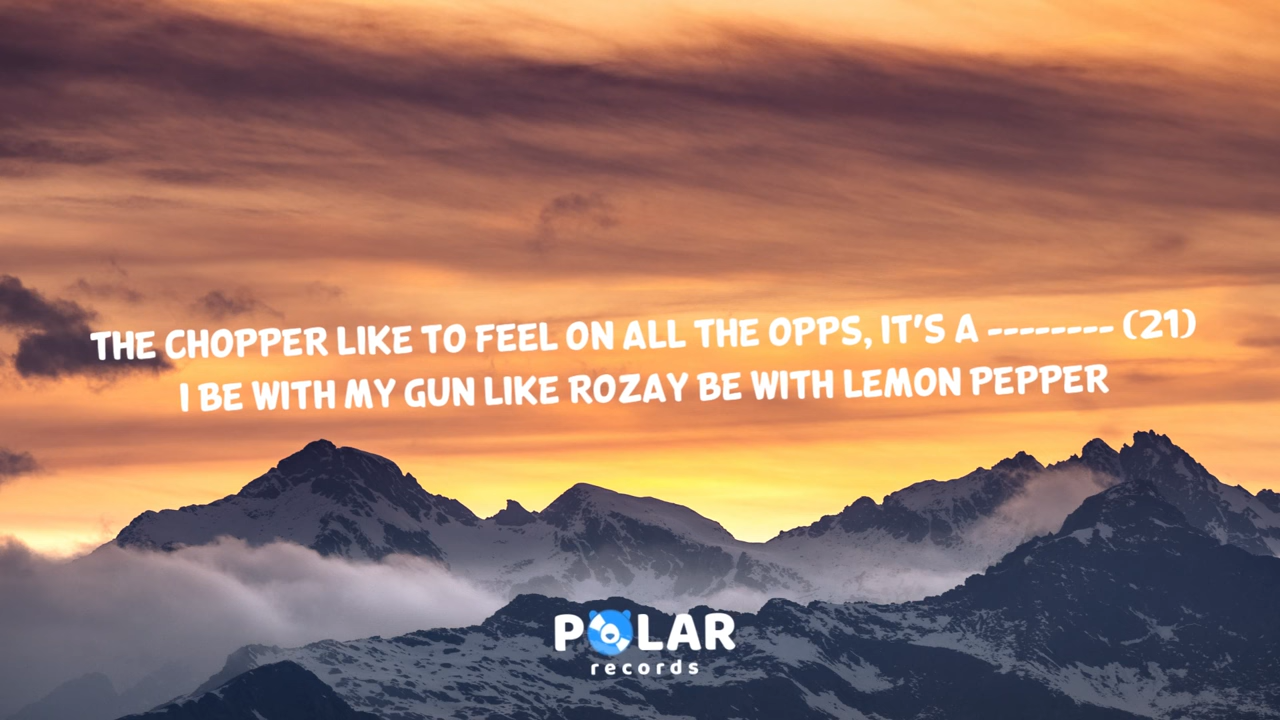 THE CHOPPER LIKE TO FEEL ON ALL THE OPPS, IT'S A -------- (21)
I BE WITH MY GUN LIKE ROZAY BE WITH LEMON PEPPER
POLAR
records